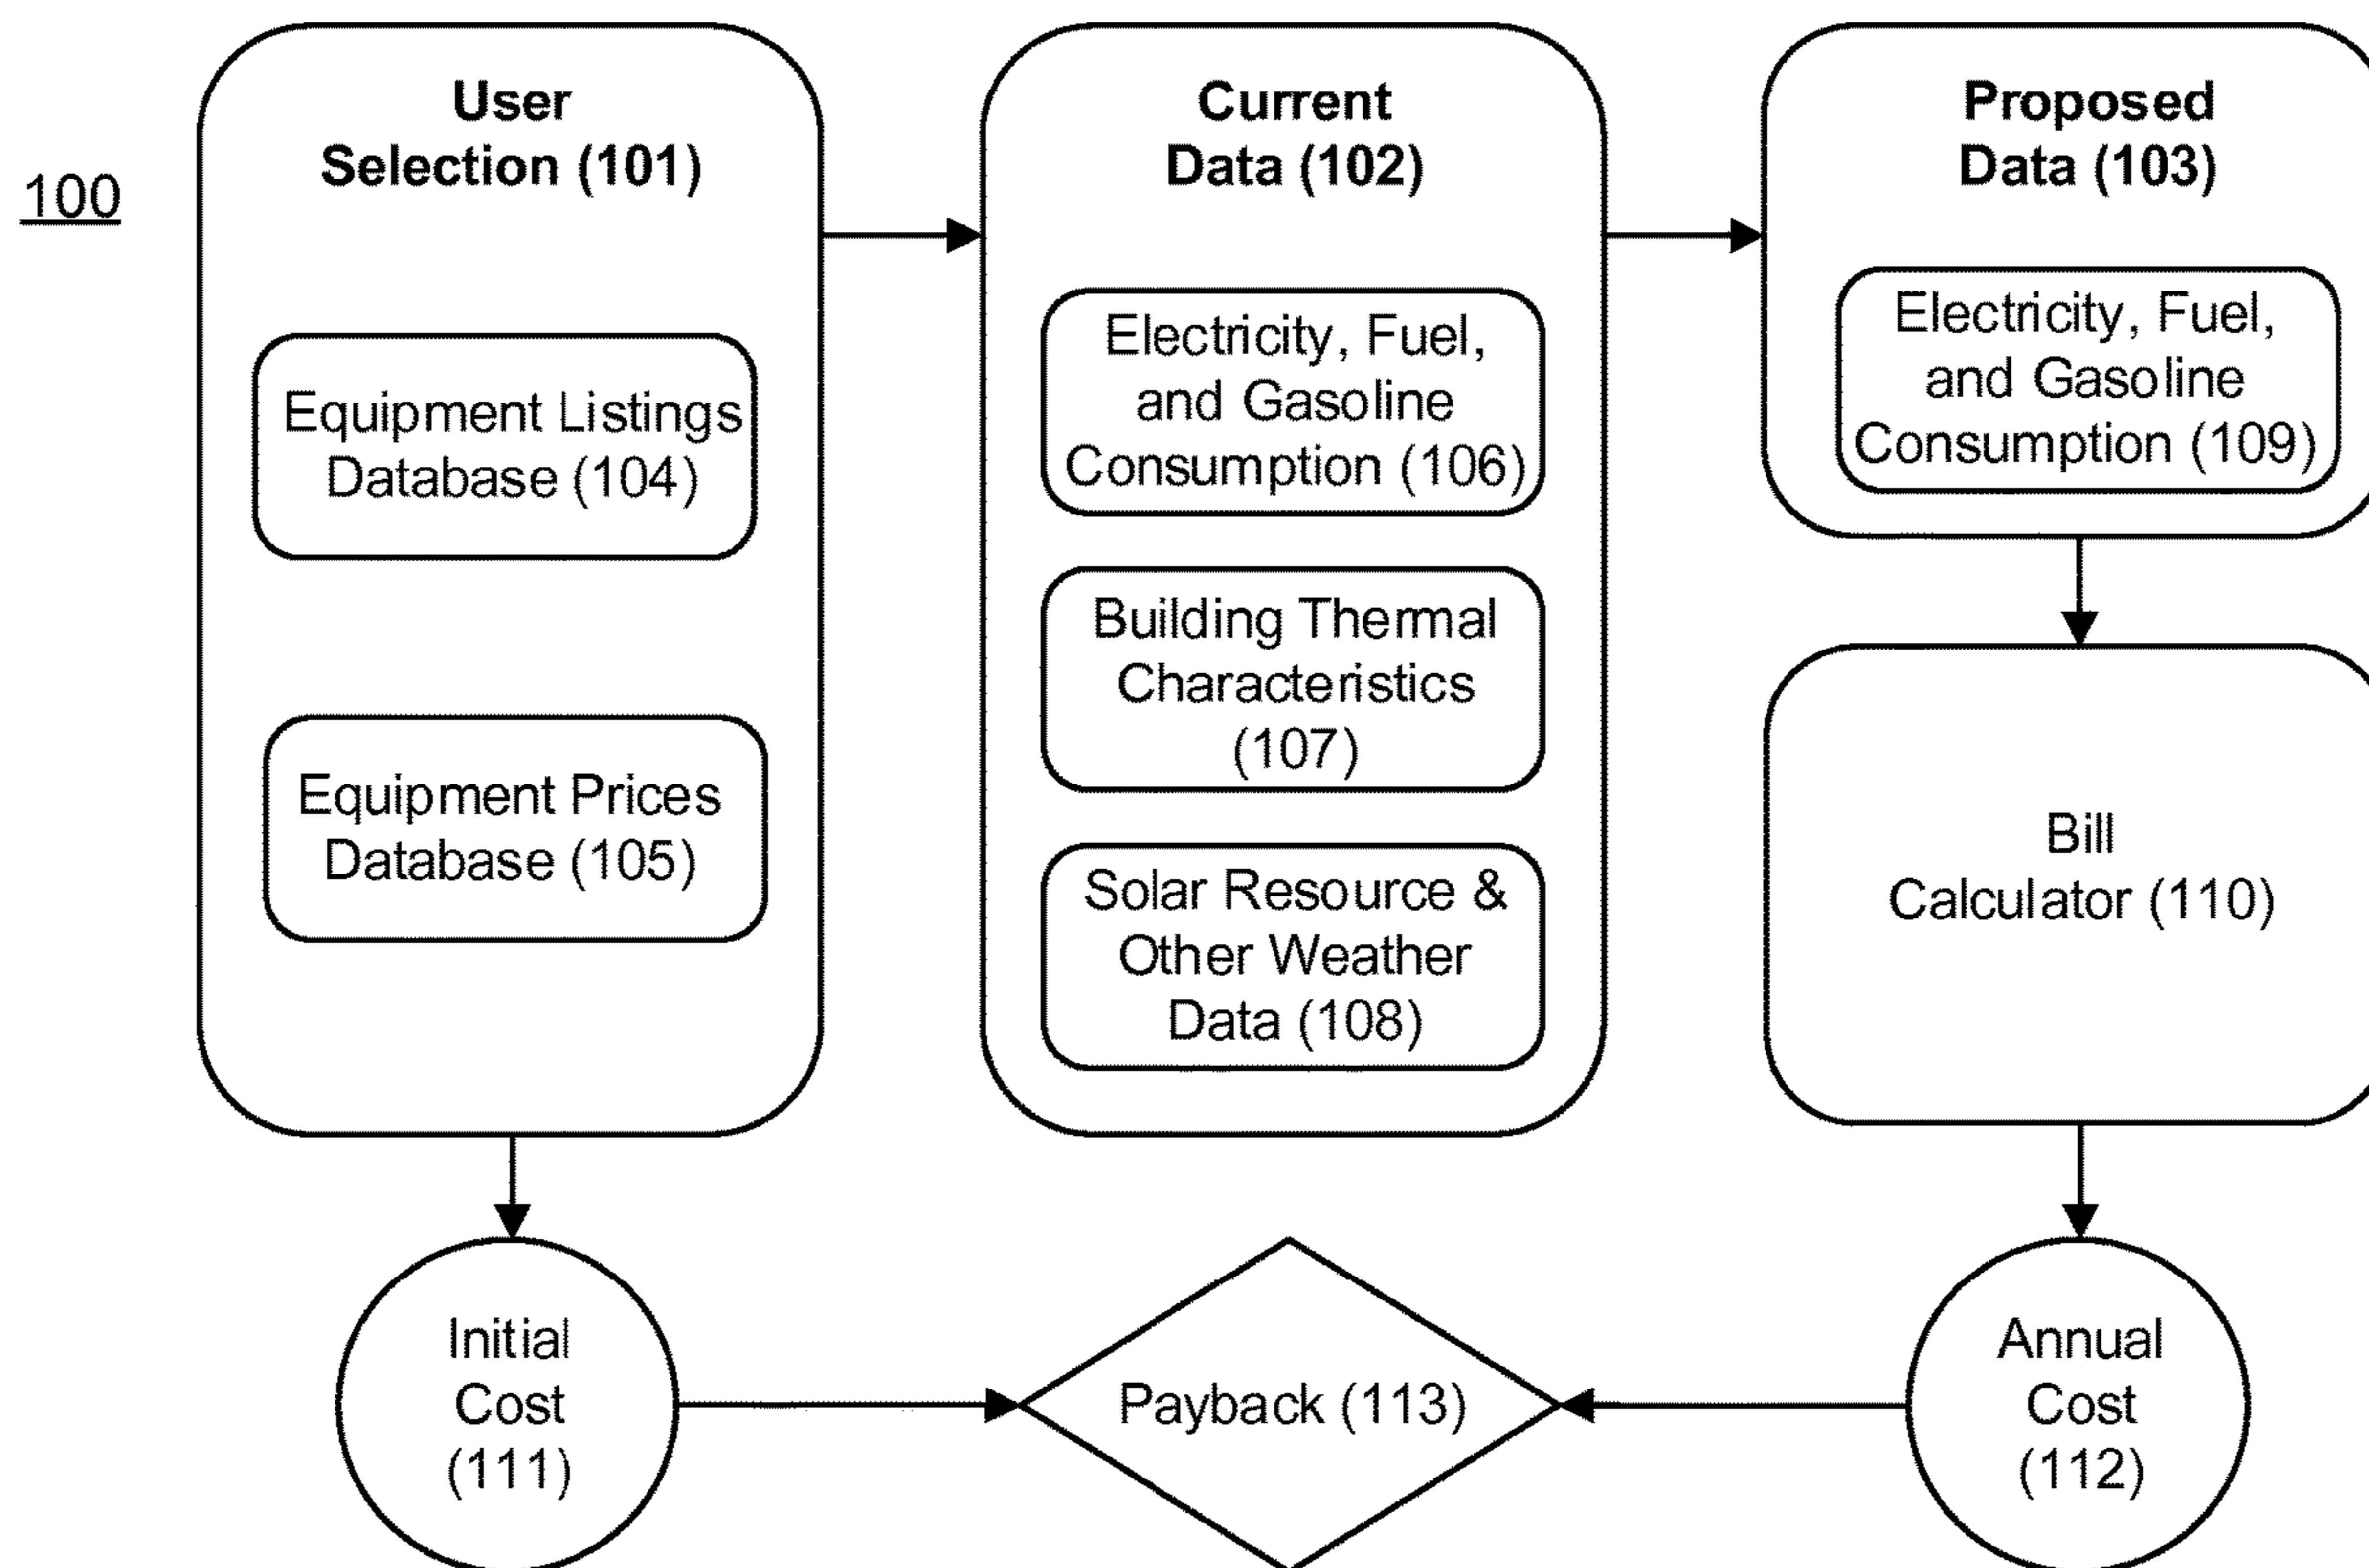 100
User
Selection (101)
Equipment Listings
Database (104)
Equipment Prices
Database (105)
Current
Data (102)
Electricity, Fuel,
and Gasoline
Consumption (106)
Building Thermal
Characteristics
(107)
Solar Resource &
Other Weather
Data (108)
Proposed
Data (103)
Electricity, Fuel,
and Gasoline
Consumption (109)
Bill
Calculator (110)
Initial
Cost
(111)
Payback (113)
Annual
Cost
(112)